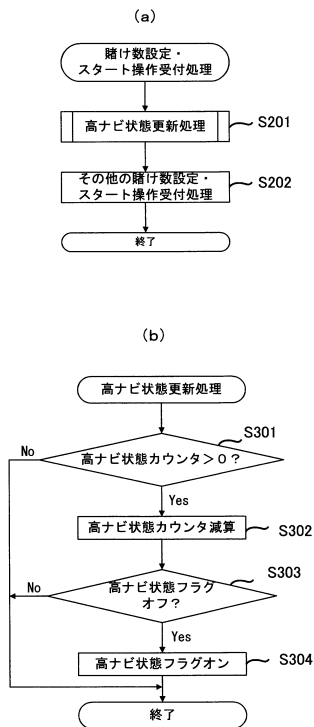 (a)
賭け数設定・
スタート操作受付処理
高ナビ状態更新処理
S201
その他の賭け数設定・
スタート操作受付処理
S202
終了
(b)
高ナビ状態更新処理
S301
高ナビ状態カウンタ>0?
No
Yes
高ナビ状態カウンタ減算
S302
S303
高ナビ状態フラグ
オフ?
No
Yes
高ナビ状態フラグオン
S304
終了